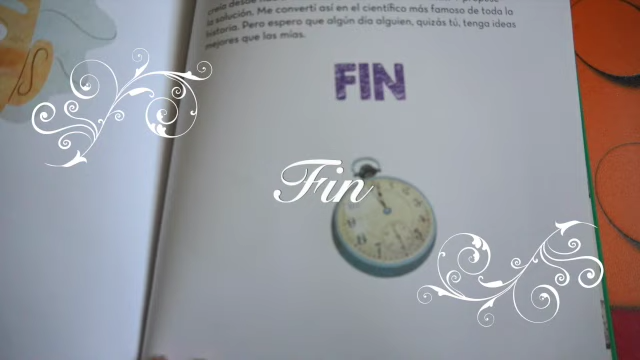 la solución. Me convertí así en el científico más famoso de toda la
historia. Pero espero que algún día alguien, quizás tú, tenga ideas
mejores que las mías.
FIN
Fin